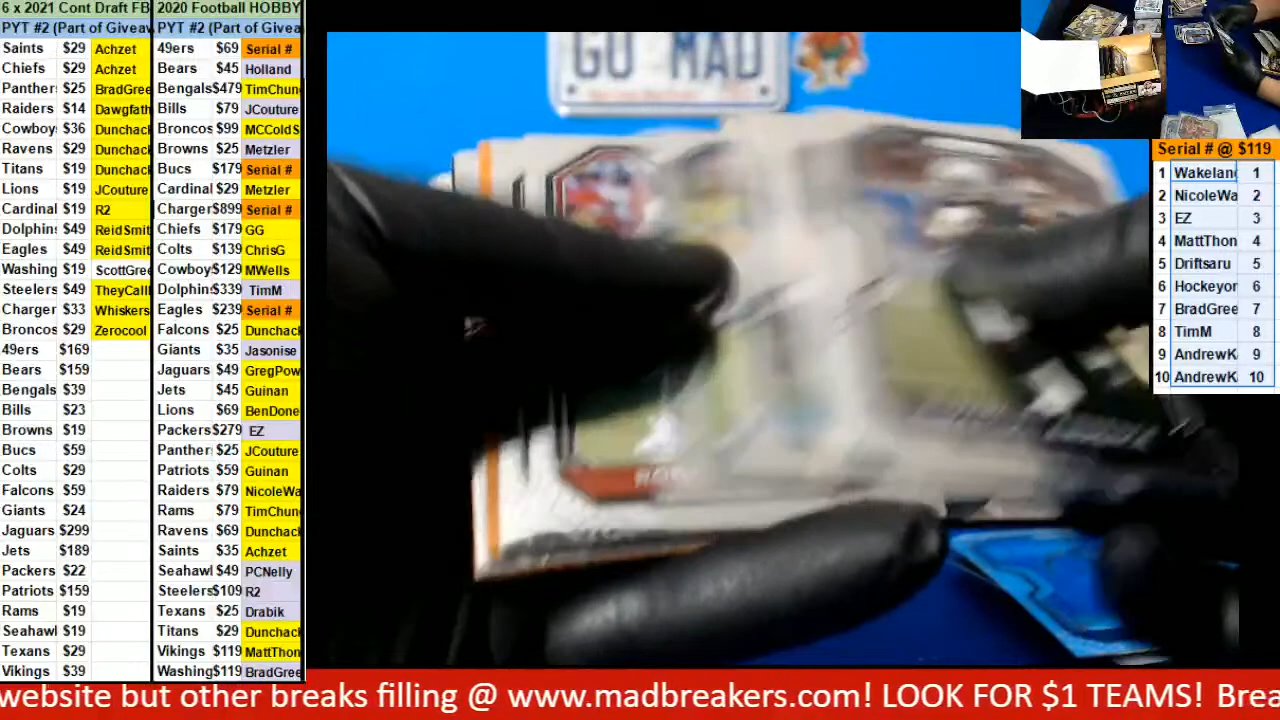 6 x 2021 Cont Draft FB
PYT #2 (Part of Giveav
Saints $29 Achzet
Chiefs $29 Achzet
Panther: $25 BradGree
Raiders $14 Dawgfath
Cowboy: $36 Dunchack
Ravens $29 Dunchack
Titans $19 Dunchack
Lions $19 JCouture
Cardinal $19 R2
Dolphin: $49 ReidSmit
Eagles $49 ReidSmit
Washing $19 ScottGree
Steelers $49 TheyCalll
Charger $33 Whiskers
Broncos $29 Zerocool
49ers $169
Bears $159
Bengals $39
Bills $23
Browns $19
Bucs $59
Colts $29
Falcons $59
Giants $24
Jaguars $299
Jets $189
Packers $22
Patriots $159
Rams $19
Seahawl $19
Texans $29
Vikings $39
2020 Football HOBBY
PYT #2 (Part of Givea
49ers $69 Serial #
Bears $45 Holland
Bengals $479 TimChun
Bills $79 JCouture
Broncos $99 MCColdS
Browns $25 Metzler
Bucs $179 Serial #
Cardinal $29 Metzler
Charger $899 Serial #
Chiefs $179 GG
Colts $139 ChrisG
Cowboy $129 MWells
Dolphin $339 TimM
Eagles $239 Serial #
Falcons $25 Dunchack
Giants $35 Jasonise
Jaguars $49 GregPow
Jets $45 Guinan
Lions $69 BenDone
Packers $279 EZ
Panther: $25 JCouture
Patriots $59 Guinan
Raiders $79 NicoleWa
Rams $79 TimChun
Ravens $69 Dunchack
Saints $35 Achzet
Seahawl $49 PCNelly
Steelers $109 R2
Texans $25 Drabik
Titans $29 Dunchack
Vikings $119 MattThon
Washing $119 BradGree
GO MAD
Serial # @ $119
1 Wakelan 1
2 NicoleWa 2
3 EZ 3
4 MattThon 4
5 Driftsaru 5
6 Hockeyor 6
7 BradGree 7
8 TimM 8
9 AndrewK 9
10 AndrewK 10
website but other breaks filling @ www.madbreakers.com! LOOK FOR $1 TEAMS! Brea